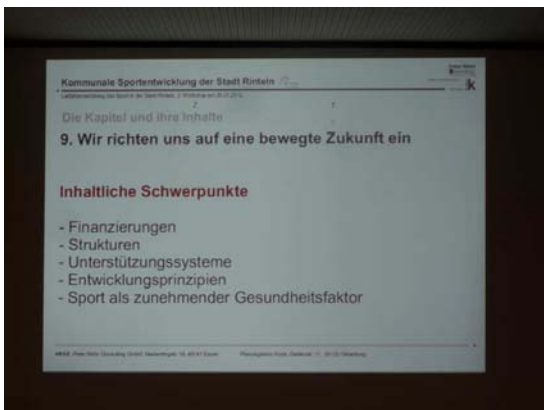 Kommunale Sportentwicklung der Stadt Rinteln
Die Kapitel und ihre Inhalte
9. Wir richten uns auf eine bewegte Zukunft ein
Inhaltliche Schwerpunkte
- Finanzierungen
- Strukturen
- Unterstützungssysteme
- Entwicklungsprinzipien
- Sport als zunehmender Gesundheitsfaktor